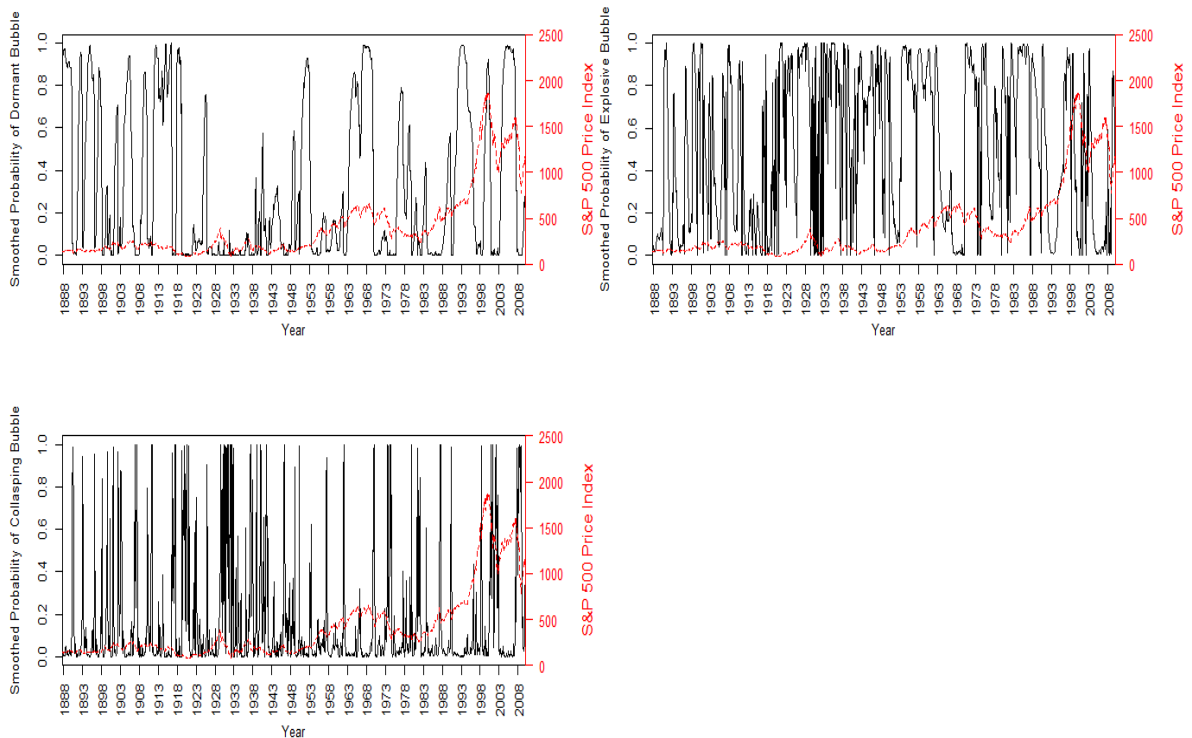 Smoothed Probability of Dormant Bubble
0.0 0.2 0.4 0.6 0.8 1.0
0 500 1000 1500 2000 2500
S&P 500 Price Index
1888 1893 1898 1903 1908 1913 1918 1923 1928 1933 1938 1943 1948 1953 1958 1963 1968 1973 1978 1983 1988 1993 1998 2003 2008
Year
Smoothed Probability of Explosive Bubble
0.0 0.2 0.4 0.6 0.8 1.0
0 500 1000 1500 2000 2500
S&P 500 Price Index
1888 1893 1898 1903 1908 1913 1918 1923 1928 1933 1938 1943 1948 1953 1958 1963 1968 1973 1978 1983 1988 1993 1998 2003 2008
Year
Smoothed Probability of Collasping Bubble
0.0 0.2 0.4 0.6 0.8 1.0
0 500 1000 1500 2000 2500
S&P 500 Price Index
1888 1893 1898 1903 1908 1913 1918 1923 1928 1933 1938 1943 1948 1953 1958 1963 1968 1973 1978 1983 1988 1993 1998 2003 2008
Year